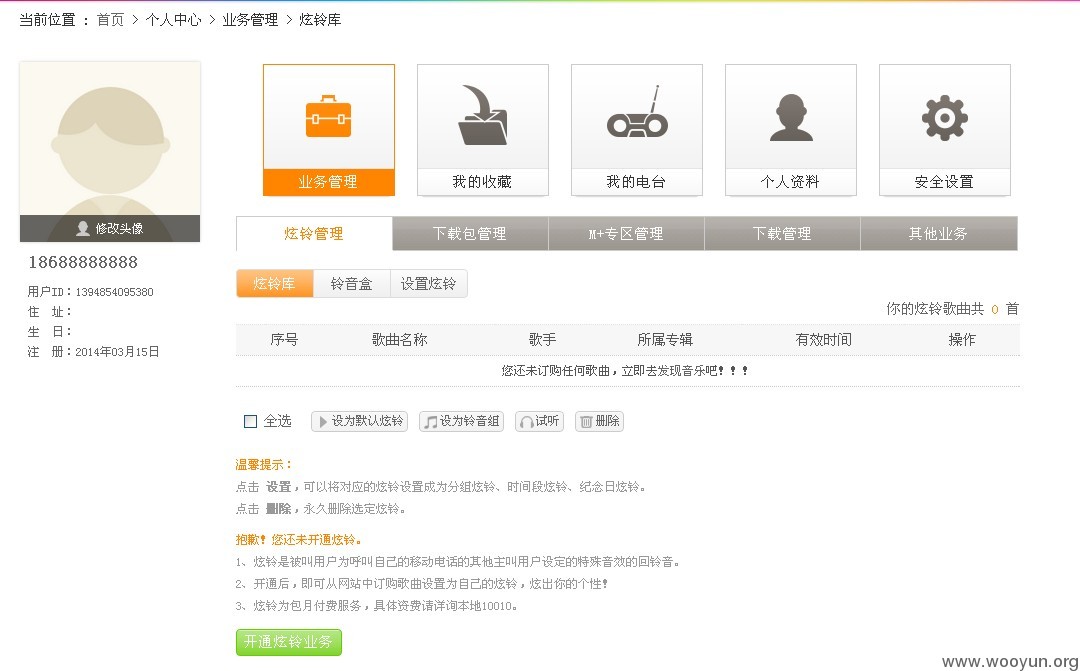 当前位置 ： 首页 > 个人中心 > 业务管理 > 炫铃库
修改头像
18688888888
用户ID：1394854095380
住　址：
生　日：
注　册：2014年03月15日
业务管理 我的收藏 我的电台 个人资料 安全设置
炫铃管理 下载包管理 M+专区管理 下载管理 其他业务
炫铃库 铃音盒 设置炫铃
你的炫铃歌曲共 0 首
序号 歌曲名称 歌手 所属专辑 有效时间 操作
您还未订购任何歌曲，立即去发现音乐吧！！！
全选 设为默认炫铃 设为铃音组 试听 删除
温馨提示：
点击 设置，可以将对应的炫铃设置成为分组炫铃、时间段炫铃、纪念日炫铃。
点击 删除，永久删除选定炫铃。
抱歉！您还未开通炫铃。
1、炫铃是被叫用户为呼叫自己的移动电话的其他主叫用户设定的特殊音效的回铃音。
2、开通后，即可从网站中订购歌曲设置为自己的炫铃，炫出你的个性！
3、炫铃为包月付费服务，具体资费请详询本地10010。
开通炫铃业务
www.wooyun.org